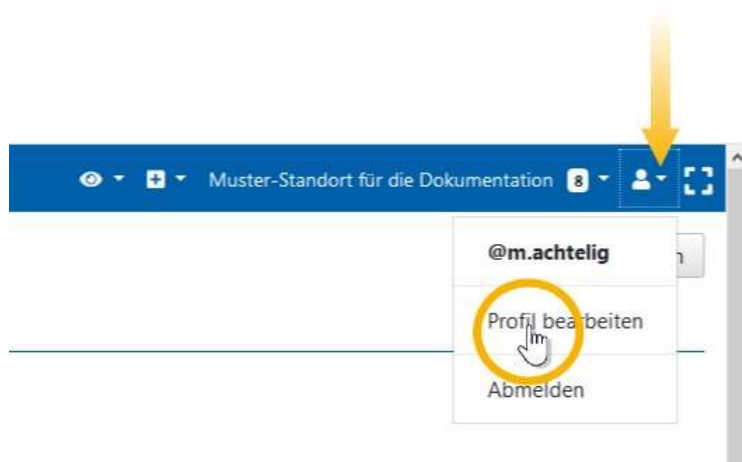 Muster-Standort für die Dokumentation 8
@m.achtelig
n
Profil bearbeiten
Abmelden